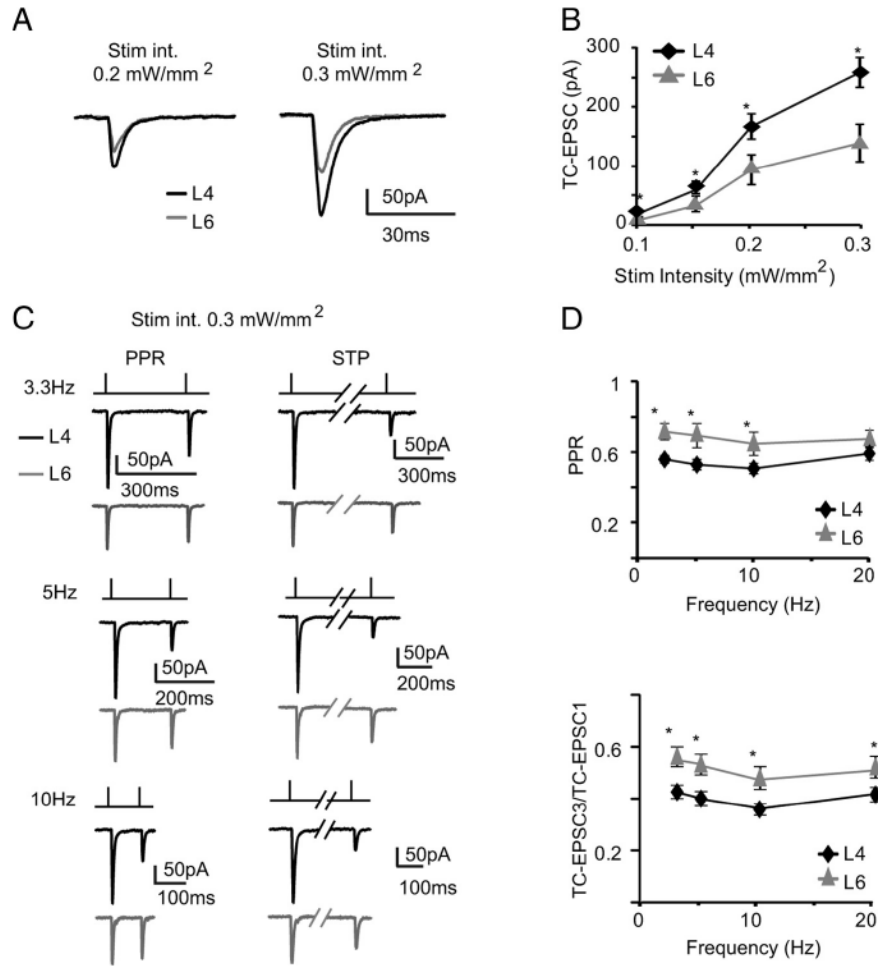 A
Stim int.
0.2 mW/mm 2
Stim int.
0.3 mW/mm 2
L4
L6
50pA
30ms
B
TC-EPSC (pA)
300
200
100
0
0.1
0.2
0.3
Stim Intensity (mW/mm2)
L4
L6
*
*
*
*
C
Stim int. 0.3 mW/mm2
PPR
STP
3.3Hz
L4
L6
50pA
300ms
50pA
300ms
5Hz
50pA
200ms
50pA
200ms
10Hz
50pA
100ms
50pA
100ms
D
PPR
1
0.6
0.2
*
*
*
L4
L6
0
10
20
Frequency (Hz)
TC-EPSC3/TC-EPSC1
0.6
0.2
*
*
*
*
L4
L6
0
10
20
Frequency (Hz)